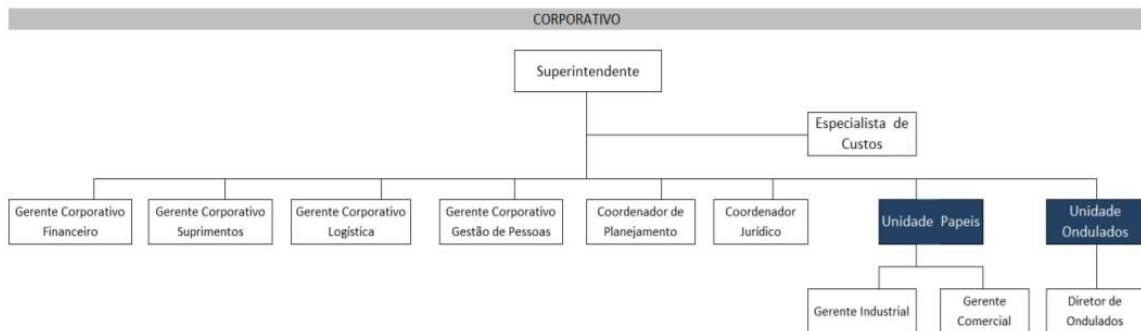 CORPORATIVO
Superintendente
Especialista de
Custos
Gerente Corporativo
Financeiro
Gerente Corporativo
Suprimentos
Gerente Corporativo
Logística
Gerente Corporativo
Gestão de Pessoas
Coordenador de
Planejamento
Coordenador
Jurídico
Unidade Papeis
Unidade
Ondulados
Gerente Industrial
Gerente
Comercial
Diretor de
Ondulados